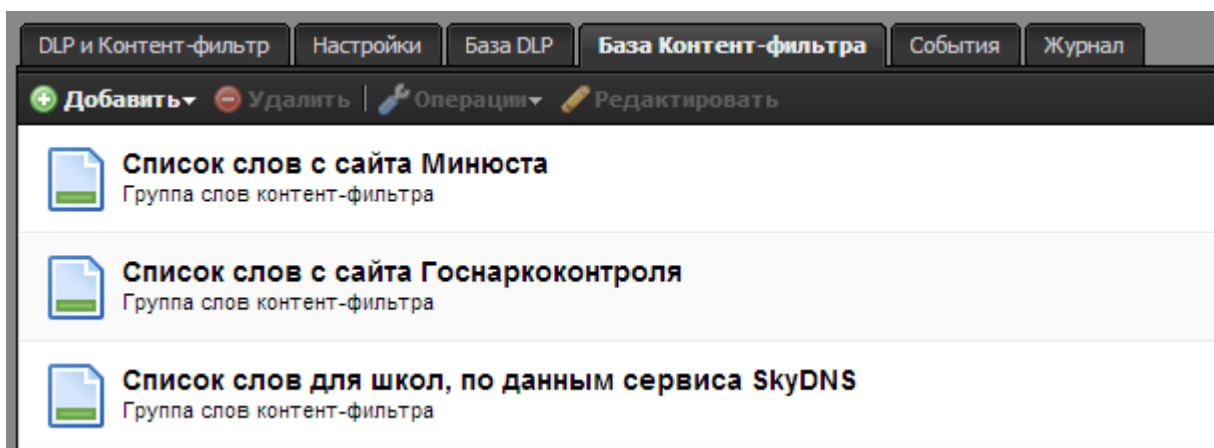 DLP и Контент-фильтр Настройки База DLP База Контент-фильтра События Журнал
Добавить Удалить Операции Редактировать
Список слов с сайта Минюста
Группа слов контент-фильтра
Список слов с сайта Госнаркоконтроля
Группа слов контент-фильтра
Список слов для школ, по данным сервиса SkyDNS
Группа слов контент-фильтра